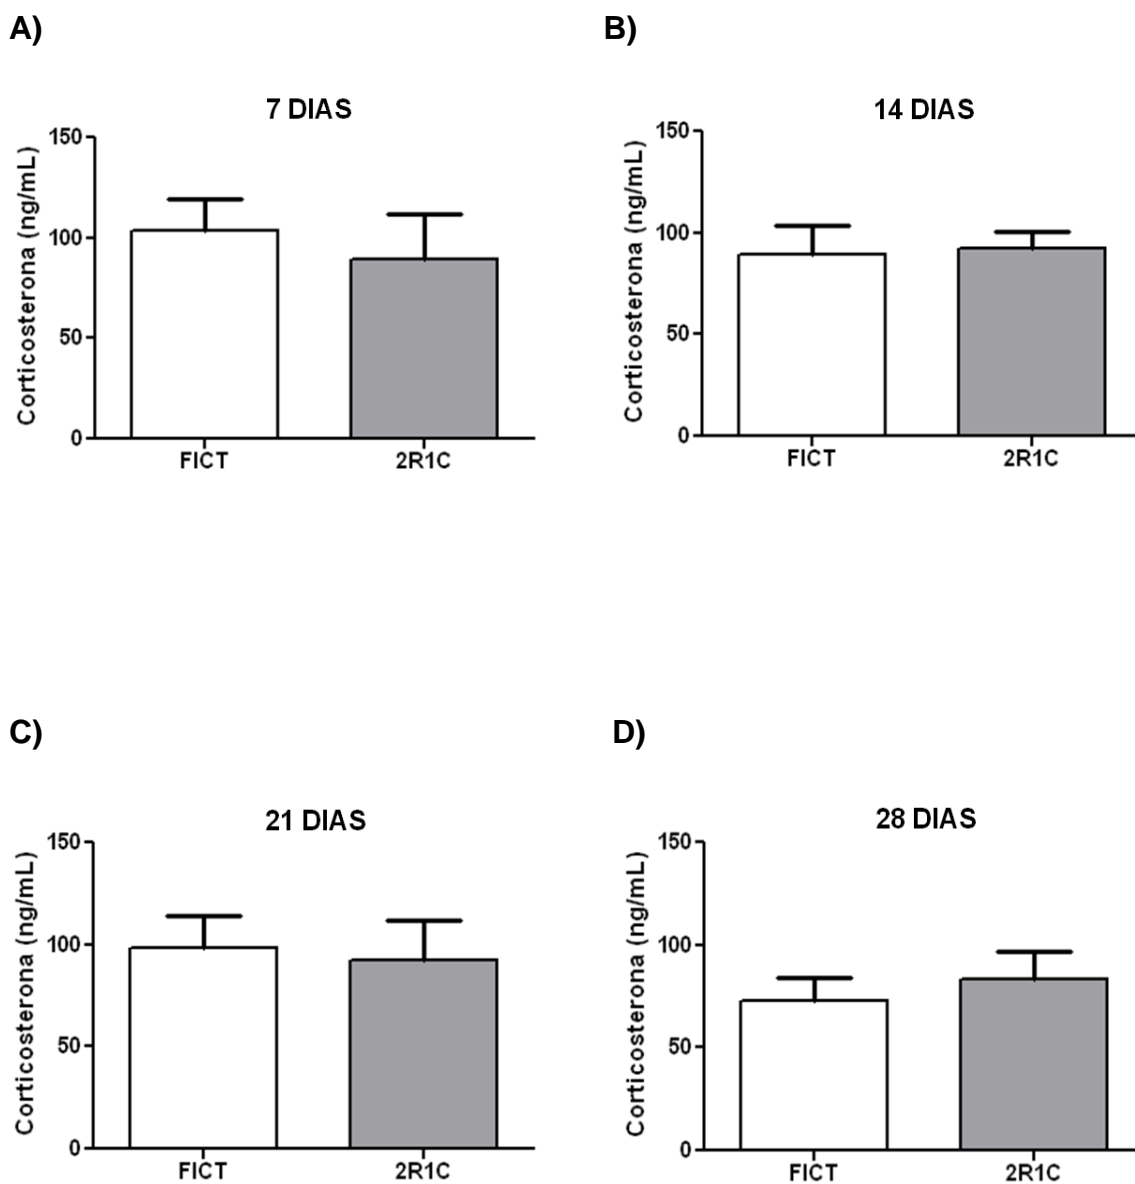 A)
7 DIAS
Corticosterona (ng/mL)
150
100
50
0
FICT 2R1C
B)
14 DIAS
Corticosterona (ng/mL)
150
100
50
0
FICT 2R1C
C)
21 DIAS
Corticosterona (ng/mL)
150
100
50
0
FICT 2R1C
D)
28 DIAS
Corticosterona (ng/mL)
150
100
50
0
FICT 2R1C